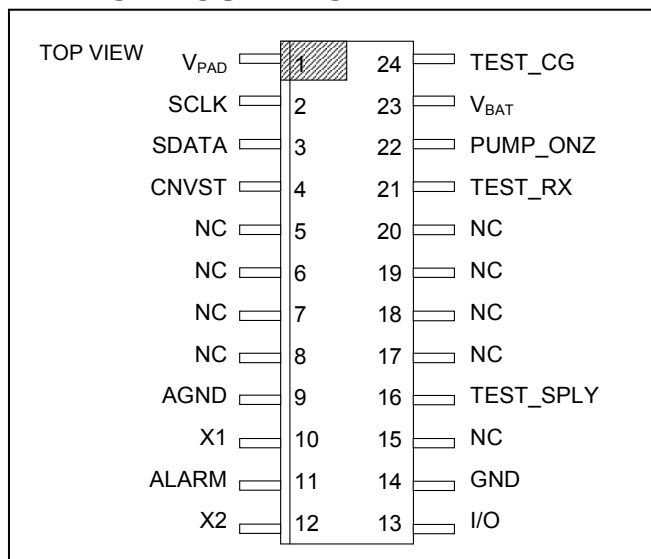 TOP VIEW
V_PAD 1 24 TEST_CG
SCLK 2 23 V_BAT
SDATA 3 22 PUMP_ONZ
CNVST 4 21 TEST_RX
NC 5 20 NC
NC 6 19 NC
NC 7 18 NC
NC 8 17 NC
AGND 9 16 TEST_SPLY
X1 10 15 NC
ALARM 11 14 GND
X2 12 13 I/O